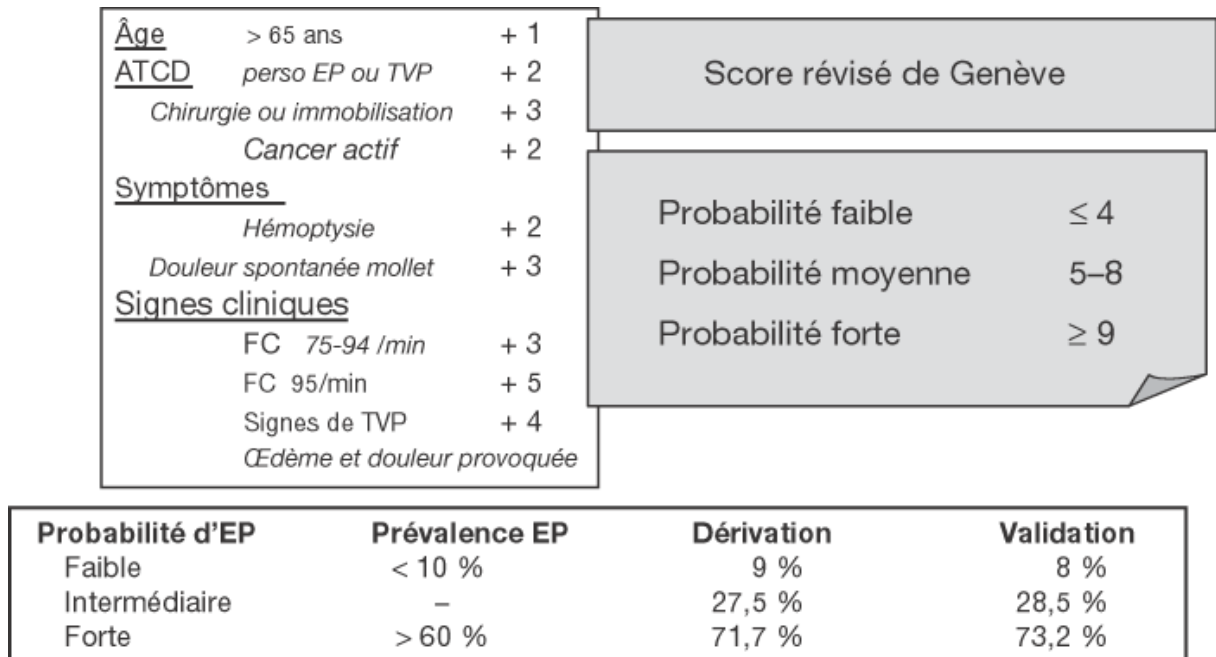 Âge > 65 ans + 1
ATCD perso EP ou TVP + 2
Chirurgie ou immobilisation + 3
Cancer actif + 2
Symptômes
Hémoptysie + 2
Douleur spontanée mollet + 3
Signes cliniques
FC 75-94 /min + 3
FC 95/min + 5
Signes de TVP + 4
Œdème et douleur provoquée
Score révisé de Genève
Probabilité faible ≤ 4
Probabilité moyenne 5–8
Probabilité forte ≥ 9
Probabilité d'EP Prévalence EP Dérivation Validation
Faible < 10 % 9 % 8 %
Intermédiaire – 27,5 % 28,5 %
Forte > 60 % 71,7 % 73,2 %